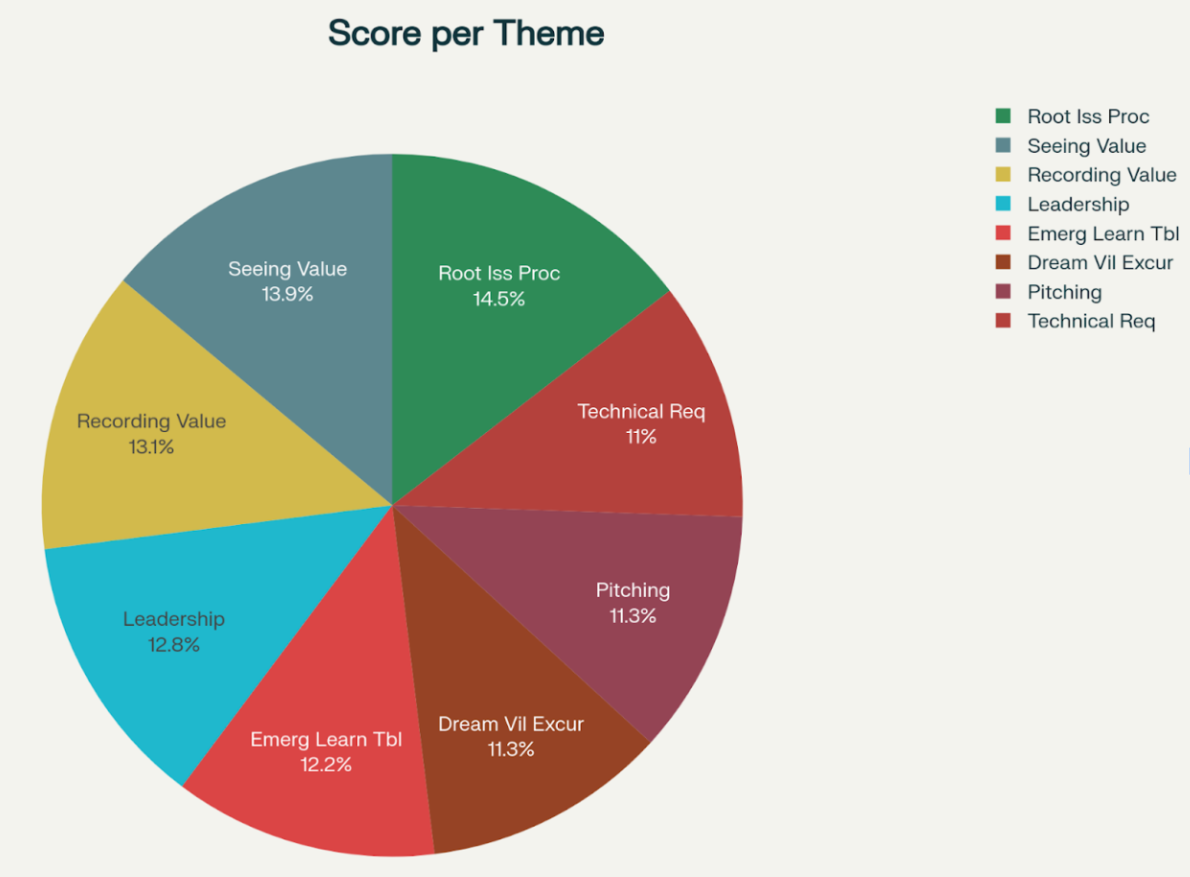 Score per Theme
Root Iss Proc
Seeing Value
Recording Value
Leadership
Emerg Learn Tbl
Dream Vil Excur
Pitching
Technical Req
Seeing Value
13.9%
Root Iss Proc
14.5%
Technical Req
11%
Recording Value
13.1%
Pitching
11.3%
Leadership
12.8%
Dream Vil Excur
11.3%
Emerg Learn Tbl
12.2%